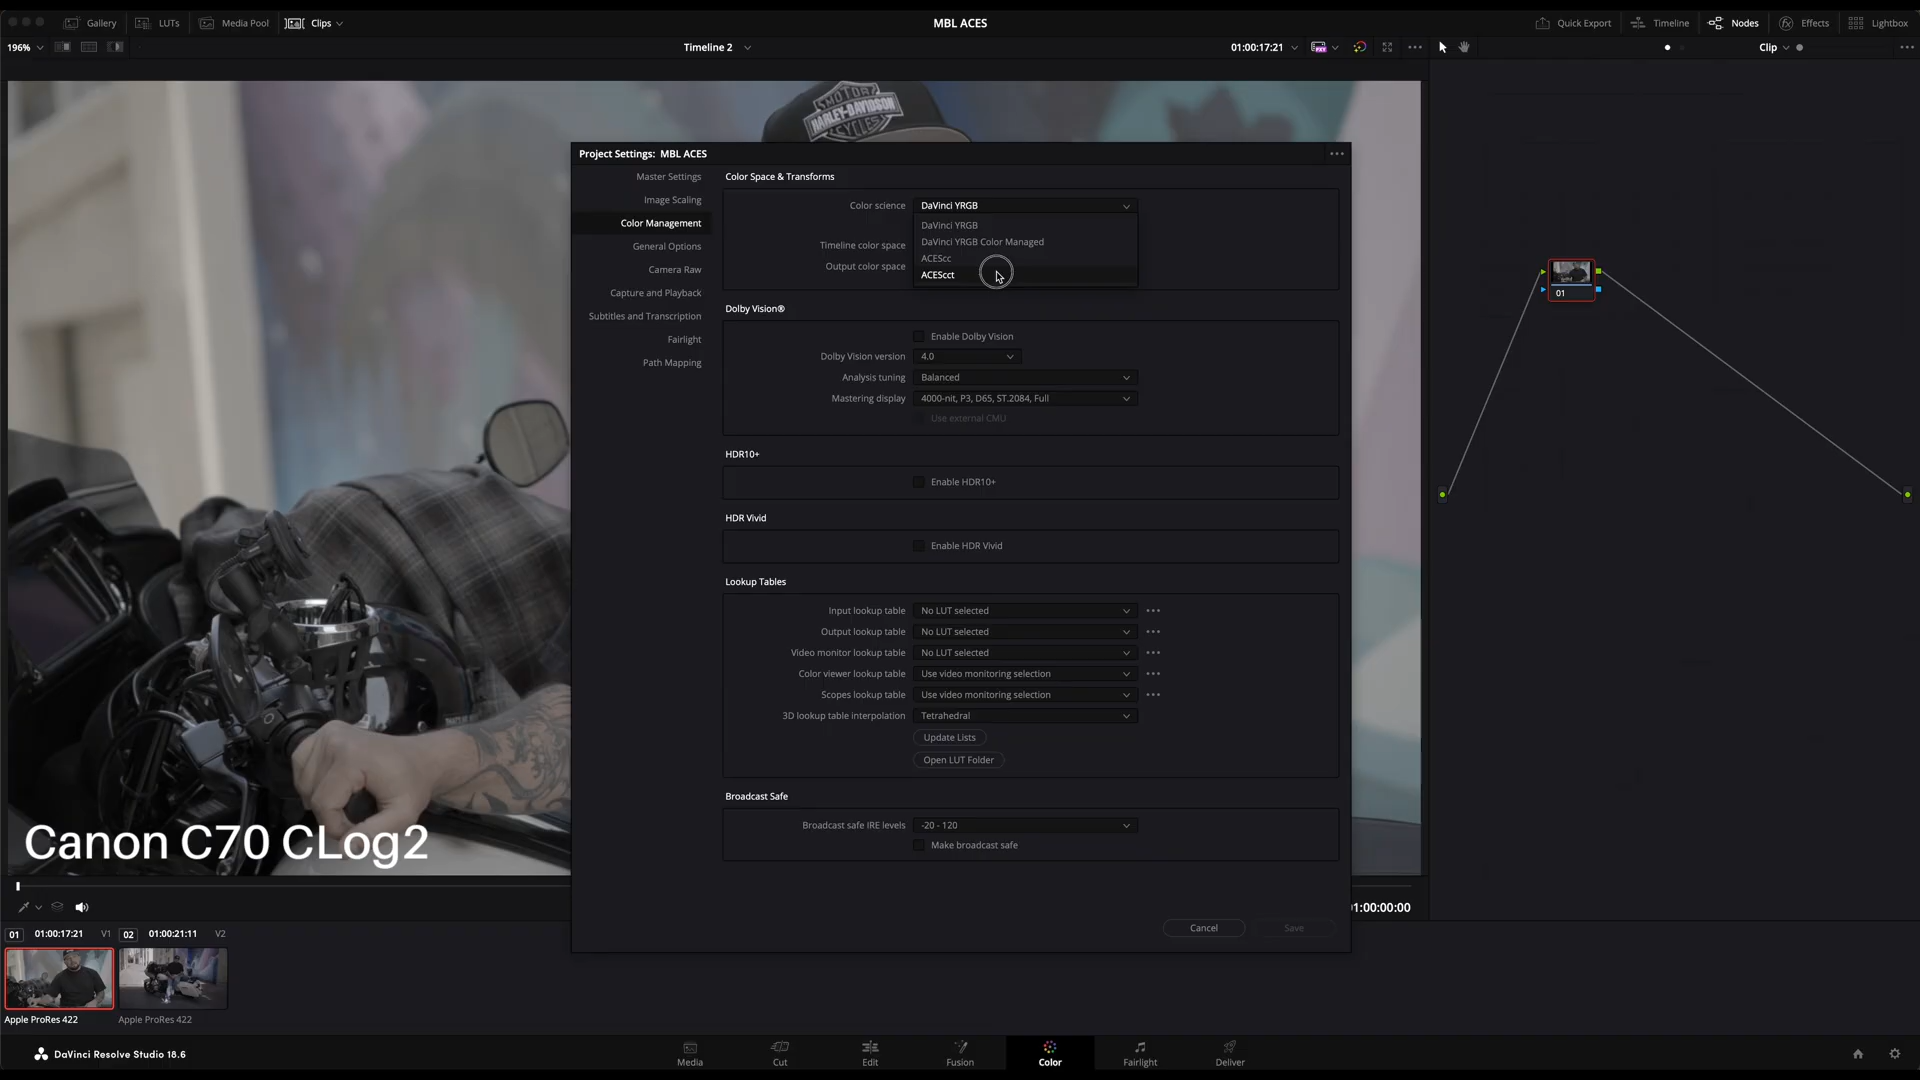 Gallery LUTs Media Pool Clips MBL ACES Quick Export Timeline Nodes Effects Lightbox
196% Timeline 2 01:00:17:21 Clip
MOTOR
HARLEY-DAVIDSON
CYCLES
Project Settings: MBL ACES
Master Settings
Image Scaling
Color Management
General Options
Camera Raw
Capture and Playback
Subtitles and Transcription
Fairlight
Path Mapping
Color Space & Transforms
Color science DaVinci YRGB
DaVinci YRGB
DaVinci YRGB Color Managed
ACEScc
ACEScct
Timeline color space
Output color space
Dolby Vision®
Enable Dolby Vision
Dolby Vision version 4.0
Analysis tuning Balanced
Mastering display 4000-nit, P3, D65, ST.2084, Full
Use external CMU
HDR10+
Enable HDR10+
HDR Vivid
Enable HDR Vivid
Lookup Tables
Input lookup table No LUT selected
Output lookup table No LUT selected
Video monitor lookup table No LUT selected
Color viewer lookup table Use video monitoring selection
Scopes lookup table Use video monitoring selection
3D lookup table interpolation Tetrahedral
Update Lists
Open LUT Folder
Broadcast Safe
Broadcast safe IRE levels -20 - 120
Make broadcast safe
Cancel Save
01
Canon C70 CLog2
1:00:00:00
01 01:00:17:21 V1 02 01:00:21:11 V2
Apple ProRes 422 Apple ProRes 422
DaVinci Resolve Studio 18.6
Media Cut Edit Fusion Color Fairlight Deliver